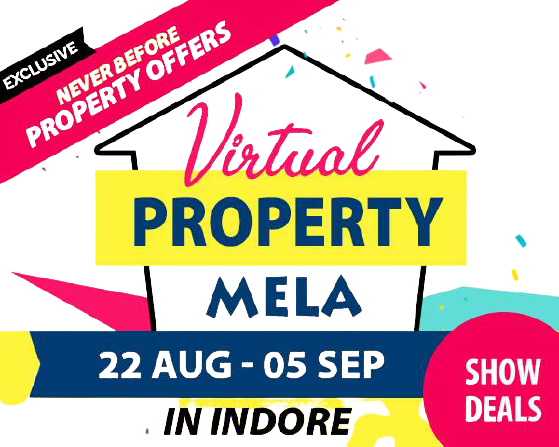 EXCLUSIVE
NEVER BEFORE
PROPERTY OFFERS
Virtual
PROPERTY
MELA
22 AUG - 05 SEP
IN INDORE
SHOW
DEALS